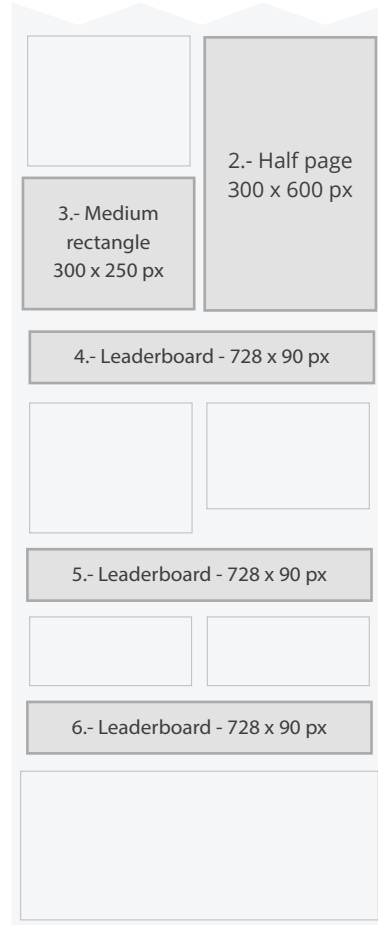 2.- Half page
300 x 600 px
3.- Medium
rectangle
300 x 250 px
4.- Leaderboard - 728 x 90 px
5.- Leaderboard - 728 x 90 px
6.- Leaderboard - 728 x 90 px